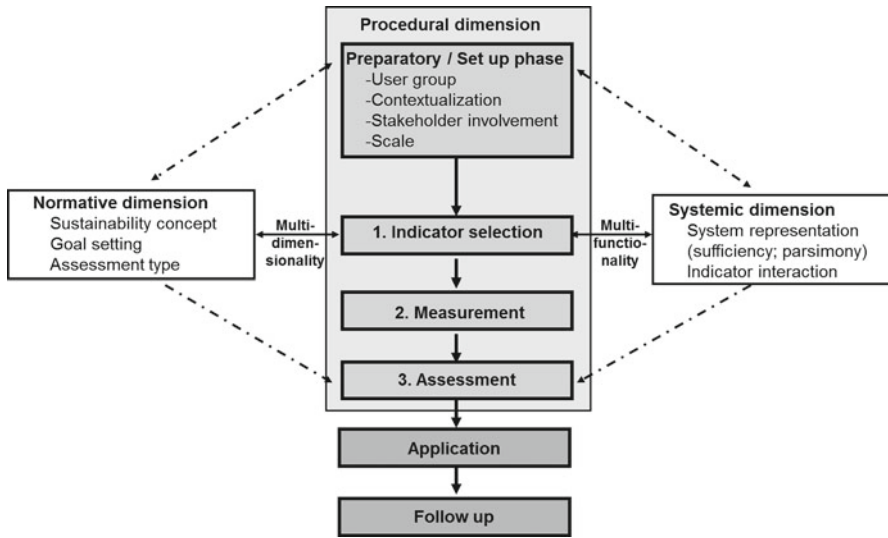 Procedural dimension
Preparatory / Set up phase
-User group
-Contextualization
-Stakeholder involvement
-Scale
Normative dimension
Sustainability concept
Goal setting
Assessment type
Multi-
dimen-
sionality
1. Indicator selection
Multi-
functio-
nality
Systemic dimension
System representation
(sufficiency; parsimony)
Indicator interaction
2. Measurement
3. Assessment
Application
Follow up